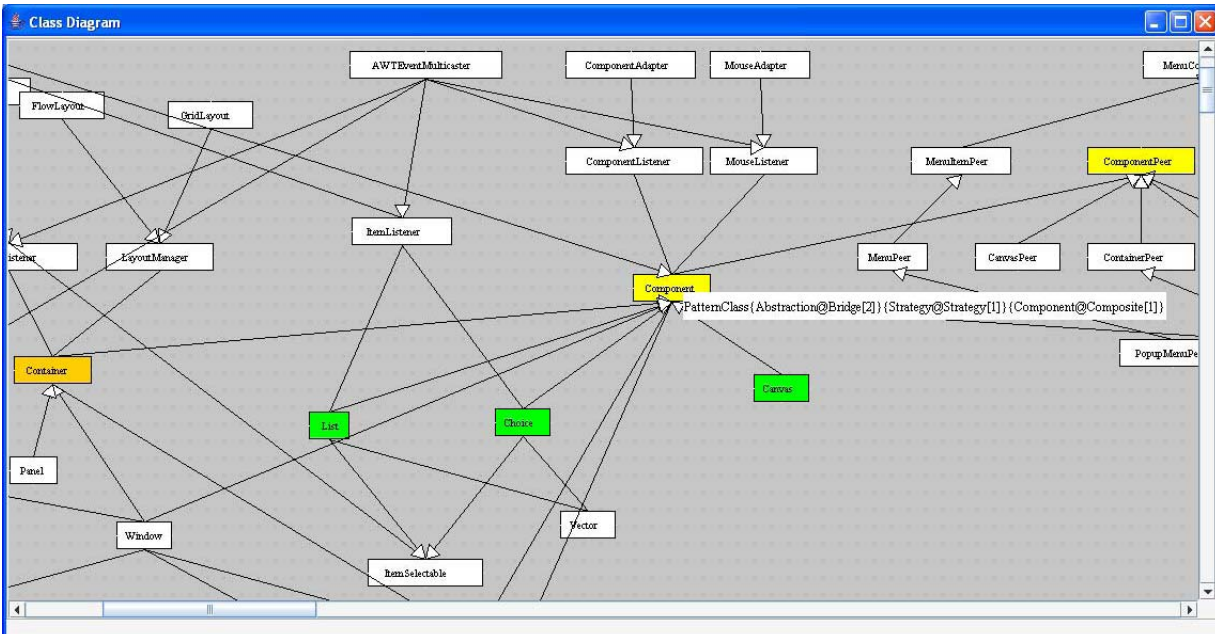 Class Diagram
AWTEventMulticaster
ComponentAdapter
MouseAdapter
FlowLayout
GridLayout
ComponentListener
MouseListener
MenuItemPeer
ComponentPeer
ItemListener
LayoutManager
MenuPeer
CanvasPeer
ContainerPeer
Component
PatternClass{Abstraction@Bridge[2]}{Strategy@Strategy[1]}{Component@Composite[1]}
PopupMenuPe
Container
Canvas
List
Choice
Panel
Vector
Window
ItemSelectable